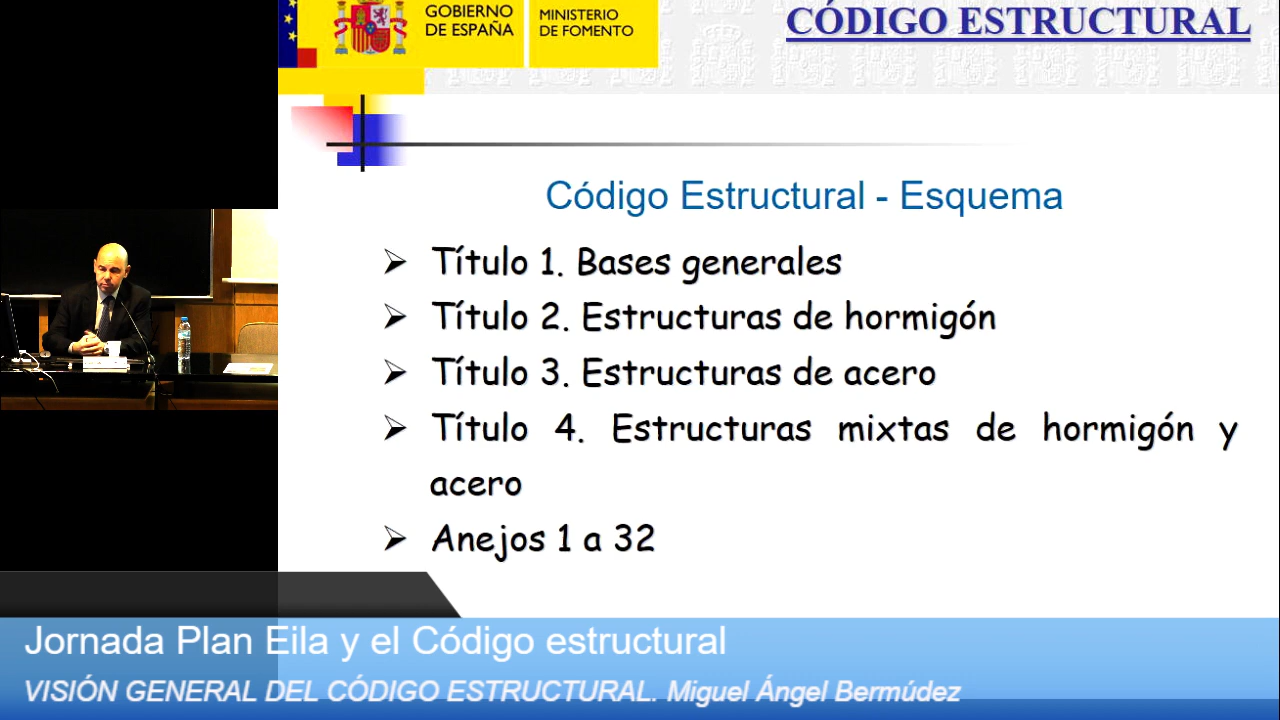 GOBIERNO
DE ESPAÑA
MINISTERIO
DE FOMENTO
CÓDIGO ESTRUCTURAL
Código Estructural - Esquema
Título 1. Bases generales
Título 2. Estructuras de hormigón
Título 3. Estructuras de acero
Título 4. Estructuras mixtas de hormigón y
acero
Anejos 1 a 32
Jornada Plan Eila y el Código estructural
VISIÓN GENERAL DEL CÓDIGO ESTRUCTURAL. Miguel Ángel Bermúdez